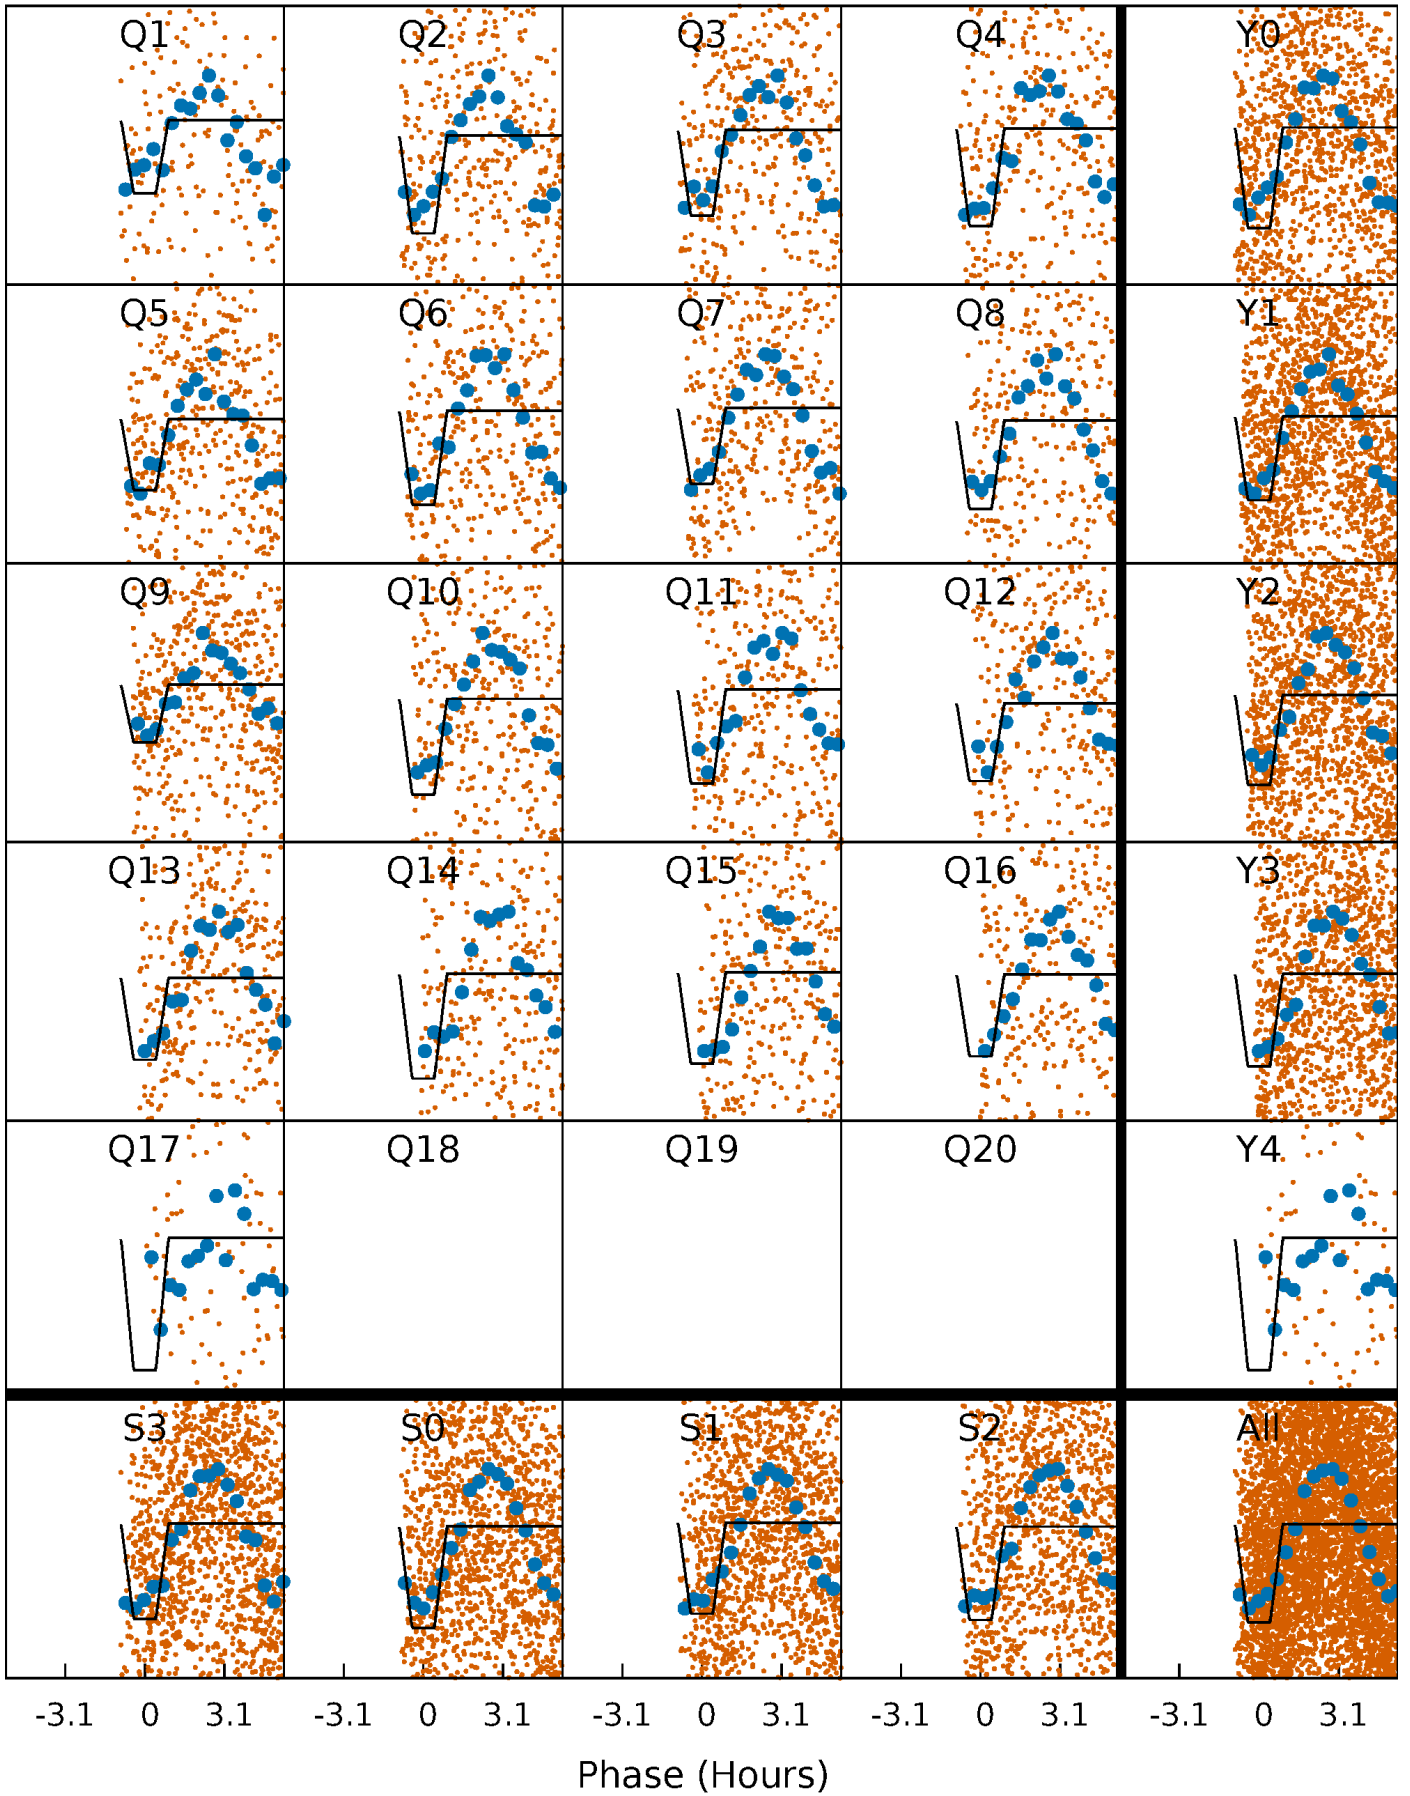 Q1 Q2 Q3 Q4 Y0
Q5 Q6 Q7 Q8 Y1
Q9 Q10 Q11 Q12 Y2
Q13 Q14 Q15 Q16 Y3
Q17 Q18 Q19 Q20 Y4
S3 S0 S1 S2 All
-3.1 0 3.1 -3.1 0 3.1 -3.1 0 3.1 -3.1 0 3.1 -3.1 0 3.1
Phase (Hours)